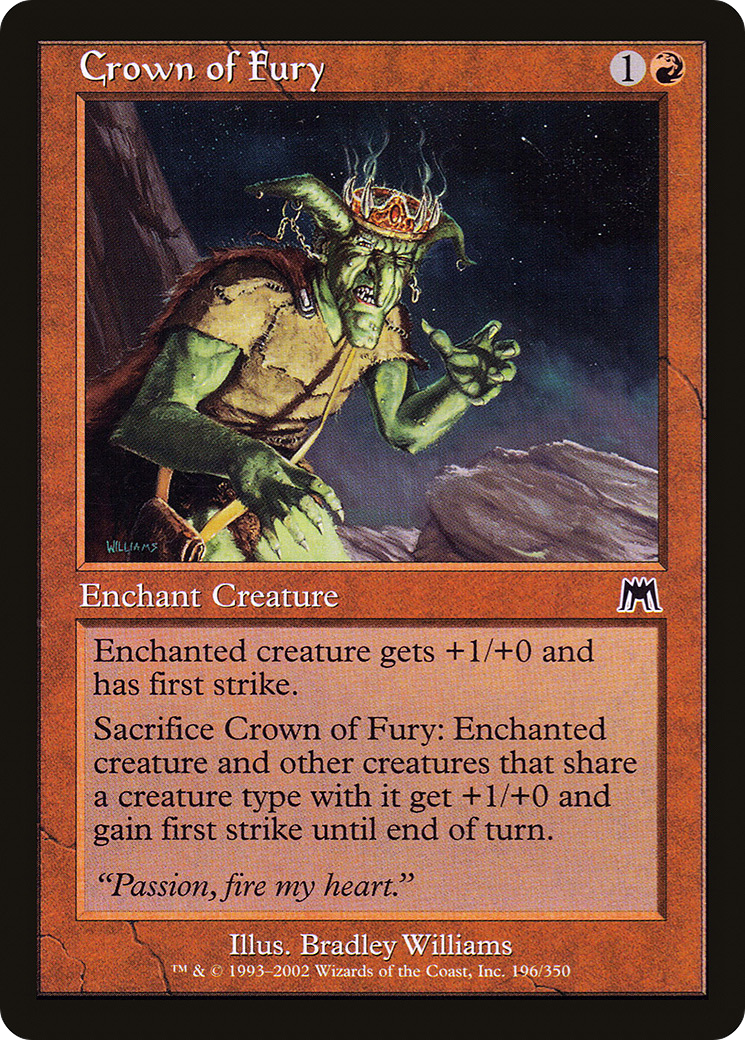 Crown of Fury
1
WILLIAMS
Enchant Creature
Enchanted creature gets +1/+0 and
has first strike.
Sacrifice Crown of Fury: Enchanted
creature and other creatures that share
a creature type with it get +1/+0 and
gain first strike until end of turn.
“Passion, fire my heart.”
Illus. Bradley Williams
™ & © 1993–2002 Wizards of the Coast, Inc. 196/350